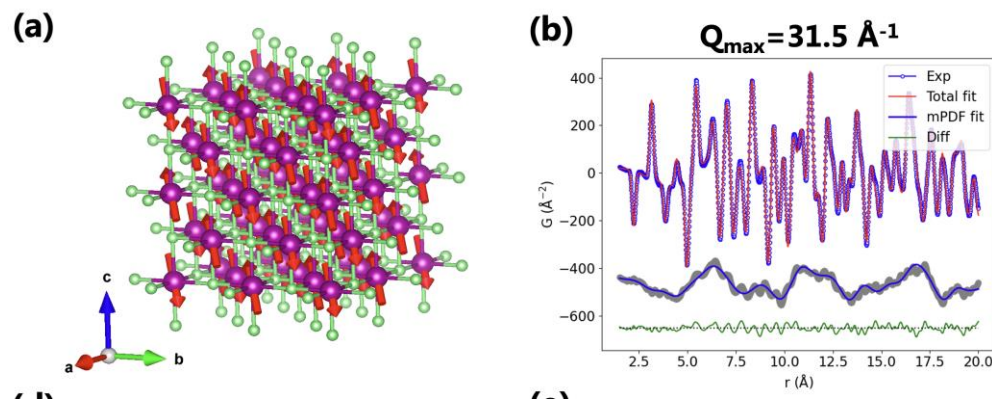 (a)
c
a
b
(b)
Q_max=31.5 Å⁻¹
Exp
Total fit
mPDF fit
Diff
G (Å⁻²)
400
200
0
−200
−400
−600
2.5 5.0 7.5 10.0 12.5 15.0 17.5 20.0
r (Å)